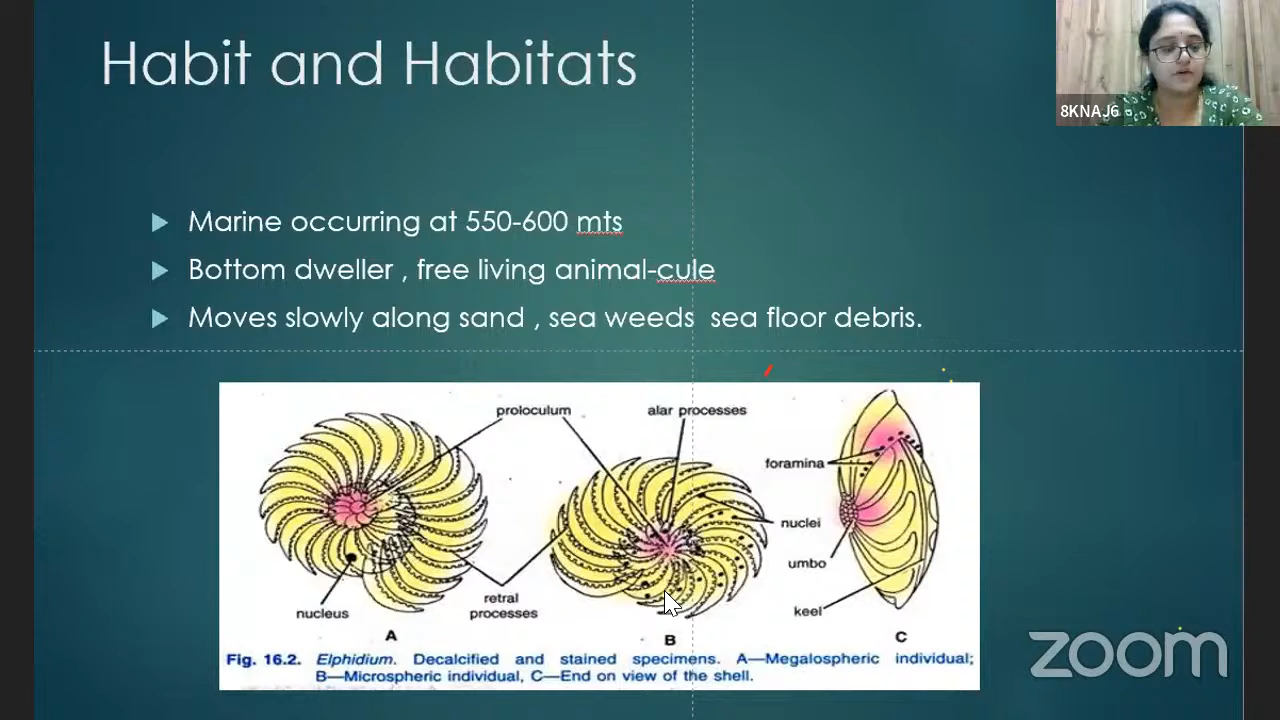 Habit and Habitats
8KNAJ6
Marine occurring at 550-600 mts
Bottom dweller , free living animal-cule
Moves slowly along sand , sea weeds sea floor debris.
proloculum
alar processes
foramina
nuclei
umbo
retral
processes
nucleus
keel
A
B
C
Fig. 16.2. Elphidium. Decalcified and stained specimens. A—Megalospheric individual;
B—Microspheric individual, C—End on view of the shell.
zoom